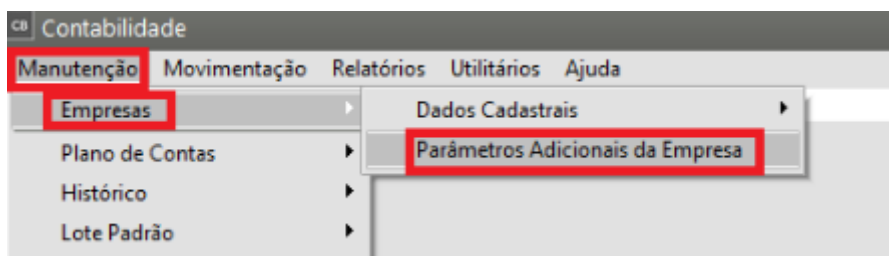 CB Contabilidade
Manutenção Movimentação Relatórios Utilitários Ajuda
Empresas Dados Cadastrais
Parâmetros Adicionais da Empresa
Plano de Contas
Histórico
Lote Padrão